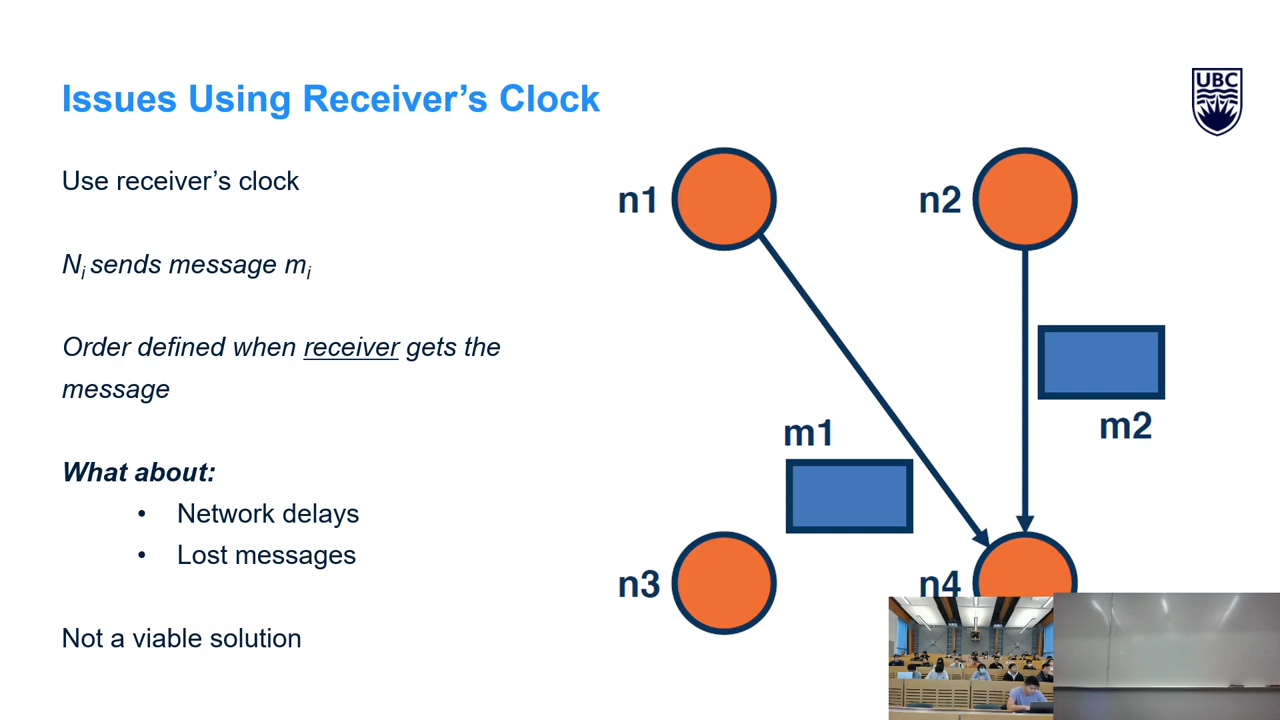 Issues Using Receiver’s Clock
UBC
Use receiver’s clock
Ni sends message mi
Order defined when receiver gets the
message
What about:
• Network delays
• Lost messages
Not a viable solution
n1
n2
m2
m1
n3
n4